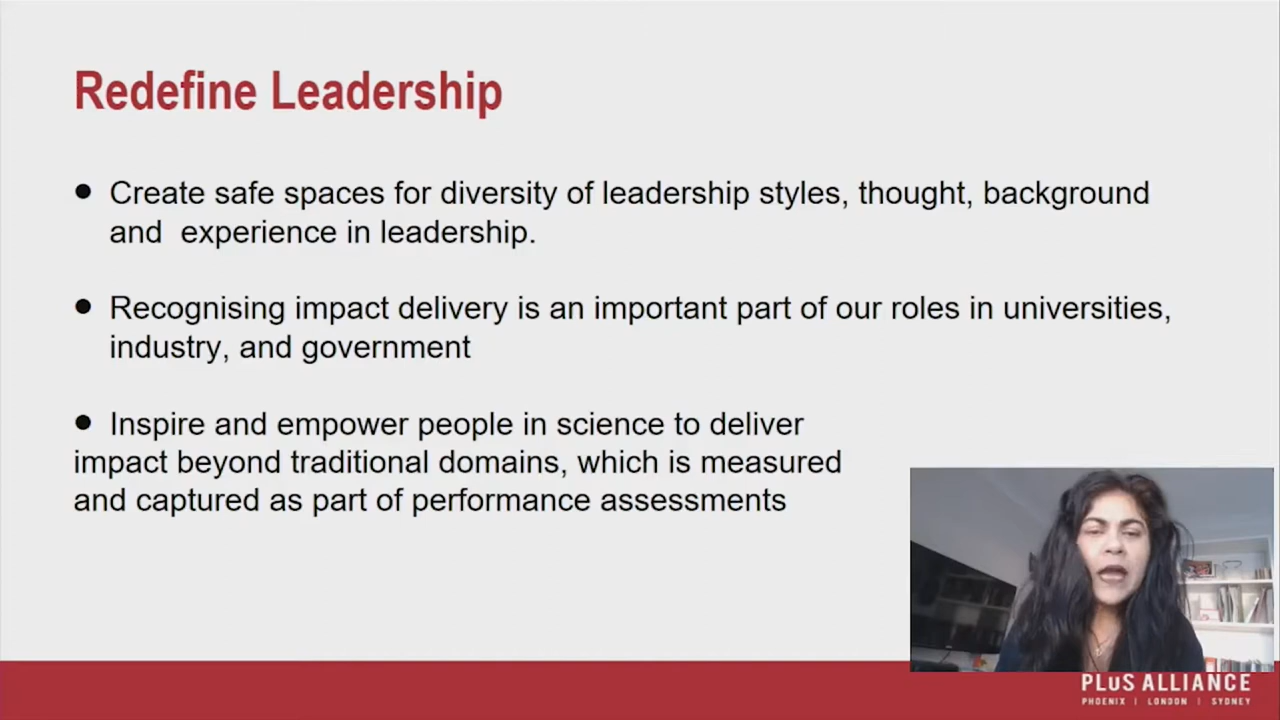 Redefine Leadership
● Create safe spaces for diversity of leadership styles, thought, background
and  experience in leadership.
● Recognising impact delivery is an important part of our roles in universities,
industry, and government
● Inspire and empower people in science to deliver
impact beyond traditional domains, which is measured
and captured as part of performance assessments
PLuS ALLIANCE
PHOENIX | LONDON | SYDNEY